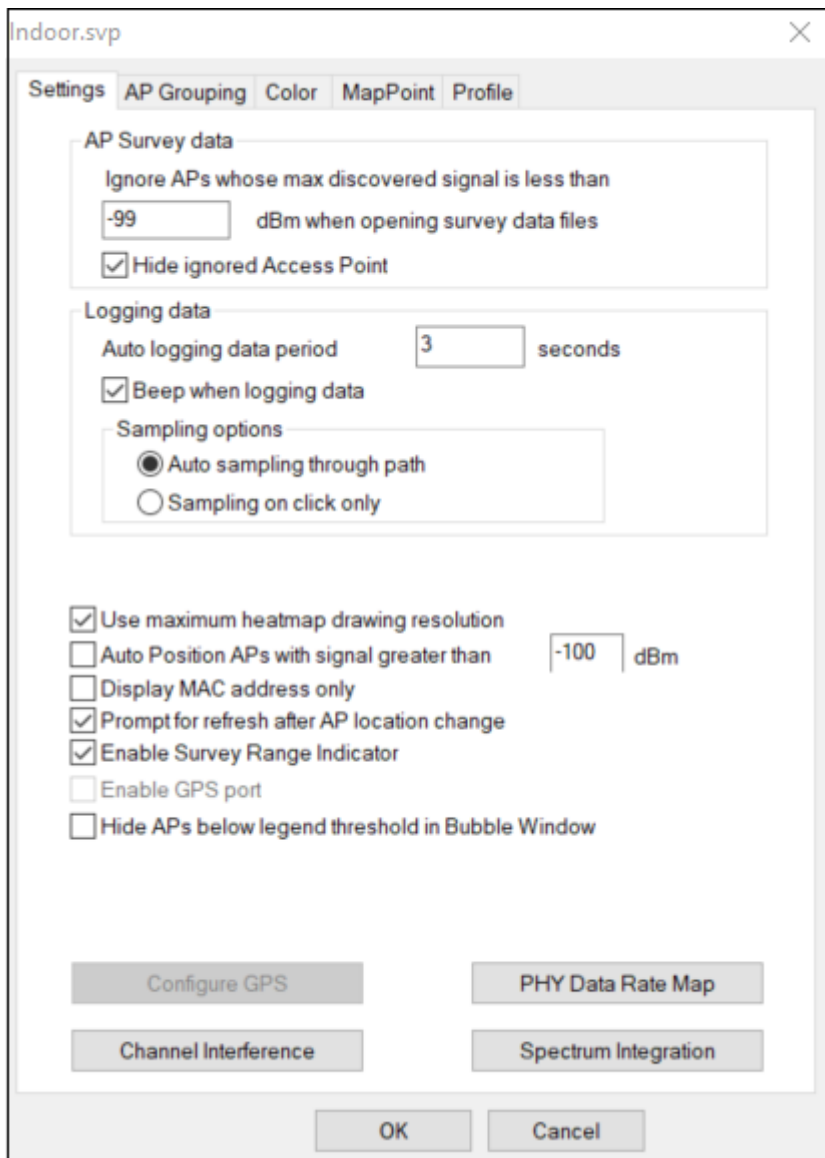 Indoor.svp
Settings AP Grouping Color MapPoint Profile
AP Survey data
Ignore APs whose max discovered signal is less than
-99 dBm when opening survey data files
Hide ignored Access Point
Logging data
Auto logging data period 3 seconds
Beep when logging data
Sampling options
Auto sampling through path
Sampling on click only
Use maximum heatmap drawing resolution
Auto Position APs with signal greater than -100 dBm
Display MAC address only
Prompt for refresh after AP location change
Enable Survey Range Indicator
Enable GPS port
Hide APs below legend threshold in Bubble Window
Configure GPS PHY Data Rate Map
Channel Interference Spectrum Integration
OK Cancel